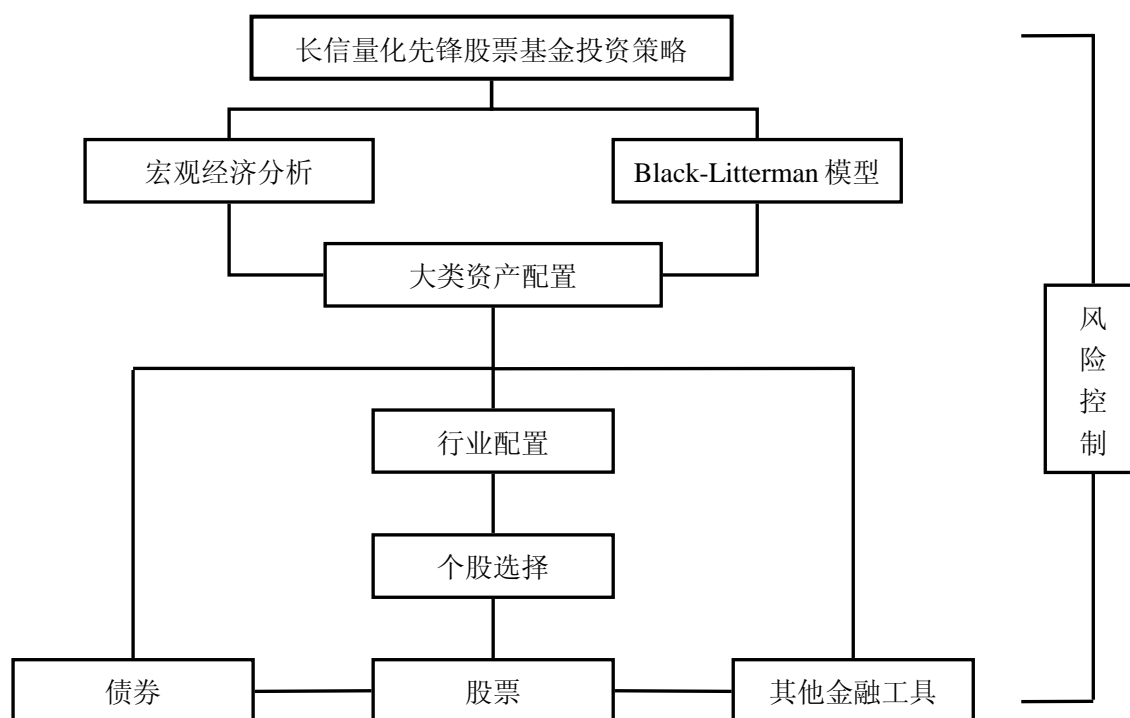 长信量化先锋股票基金投资策略
宏观经济分析
Black-Litterman 模型
大类资产配置
行业配置
个股选择
债券
股票
其他金融工具
风
险
控
制